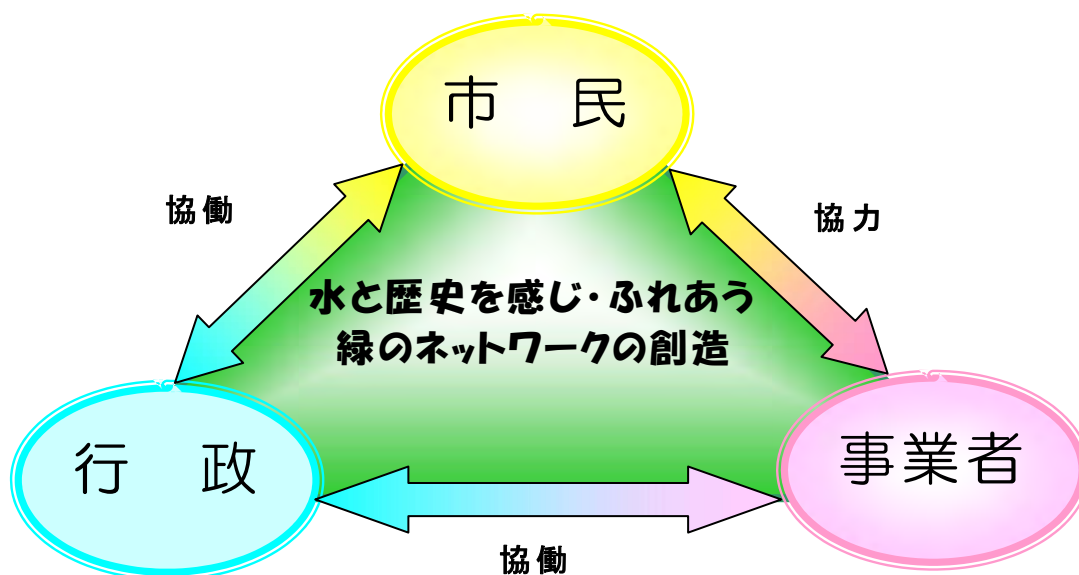 市　民
協働
協力
水と歴史を感じ・ふれあう
緑のネットワークの創造
行　政
事業者
協働